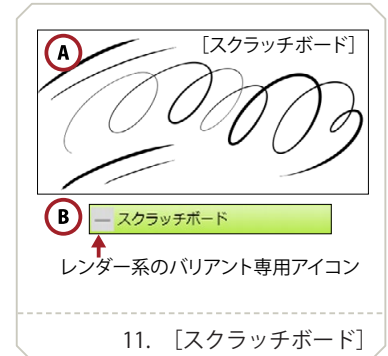 A
[スクラッチボード]
B
スクラッチボード
レンダー系のバリアント専用アイコン
11. [スクラッチボード]